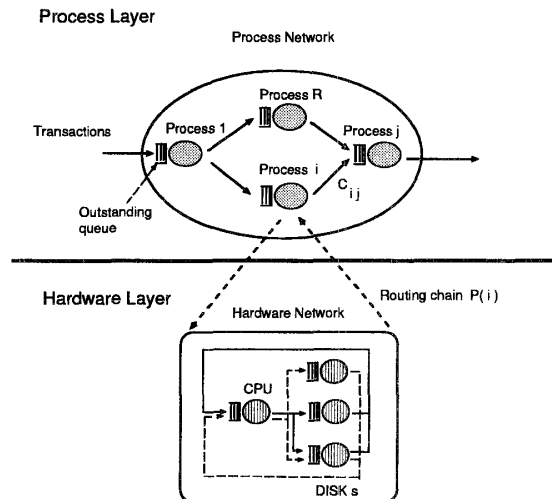 Process Layer
Process Network
Process R
Transactions
Process 1
Process j
Process i
C i j
Outstanding
queue
Hardware Layer
Routing chain P( i )
Hardware Network
CPU
DISK s